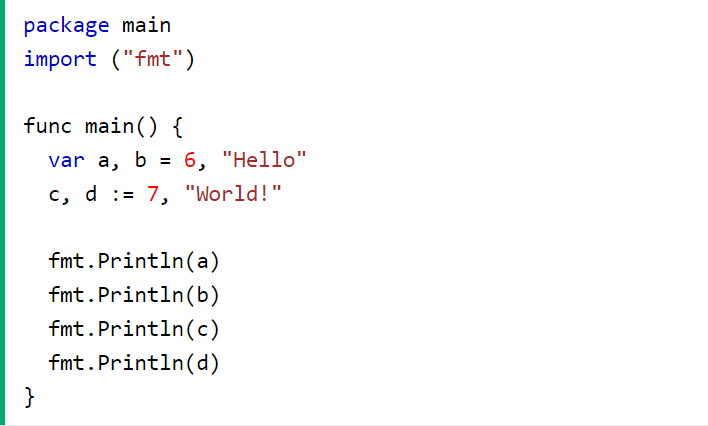 package main
import ("fmt")

func main() {
  var a, b = 6, "Hello"
  c, d := 7, "World!"

  fmt.Println(a)
  fmt.Println(b)
  fmt.Println(c)
  fmt.Println(d)
}